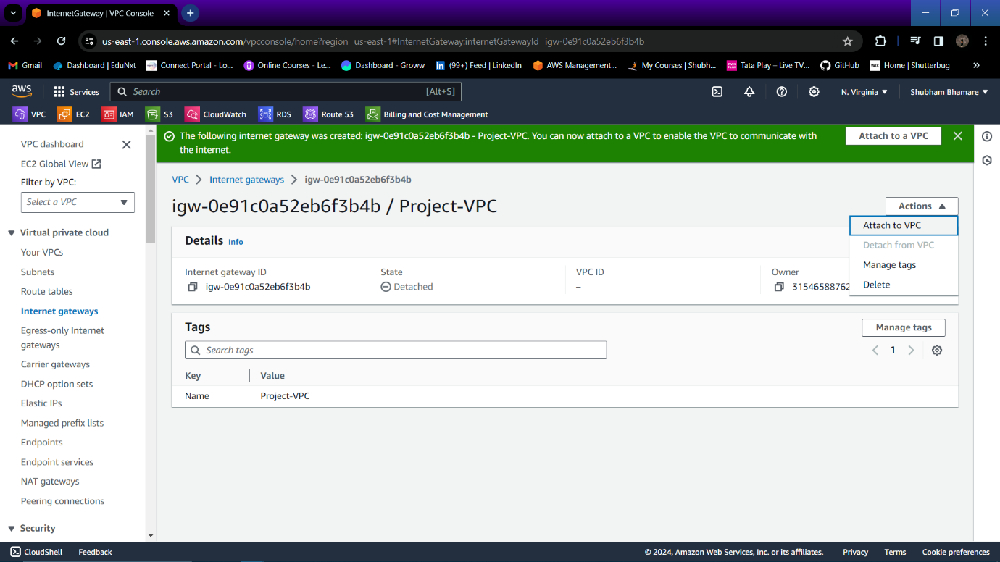 InternetGateway | VPC Console
us-east-1.console.aws.amazon.com/vpcconsole/home?region=us-east-1#InternetGateway:internetGatewayId=igw-0e91c0a52eb6f3b4b
Gmail
Dashboard | EduNxt
Connect Portal - Lo...
Online Courses - Le...
Dashboard - Groww
(99+) Feed | LinkedIn
AWS Management...
My Courses | Shubh...
Tata Play – Live TV...
GitHub
Home | Shutterbug
aws
Services
Search
[Alt+S]
N. Virginia
Shubham Bhamare
VPC
EC2
IAM
S3
CloudWatch
RDS
Route 53
Billing and Cost Management
VPC dashboard
EC2 Global View
Filter by VPC:
Select a VPC
Virtual private cloud
Your VPCs
Subnets
Route tables
Internet gateways
Egress-only Internet
gateways
Carrier gateways
DHCP option sets
Elastic IPs
Managed prefix lists
Endpoints
Endpoint services
NAT gateways
Peering connections
Security
The following internet gateway was created: igw-0e91c0a52eb6f3b4b - Project-VPC. You can now attach to a VPC to enable the VPC to communicate with
the internet.
Attach to a VPC
VPC
Internet gateways
igw-0e91c0a52eb6f3b4b
igw-0e91c0a52eb6f3b4b / Project-VPC
Actions
Attach to VPC
Detach from VPC
Manage tags
Delete
Details
Info
Internet gateway ID
igw-0e91c0a52eb6f3b4b
State
Detached
VPC ID
–
Owner
31546588762
Tags
Manage tags
Search tags
1
Key
Value
Name
Project-VPC
CloudShell
Feedback
© 2024, Amazon Web Services, Inc. or its affiliates.
Privacy
Terms
Cookie preferences